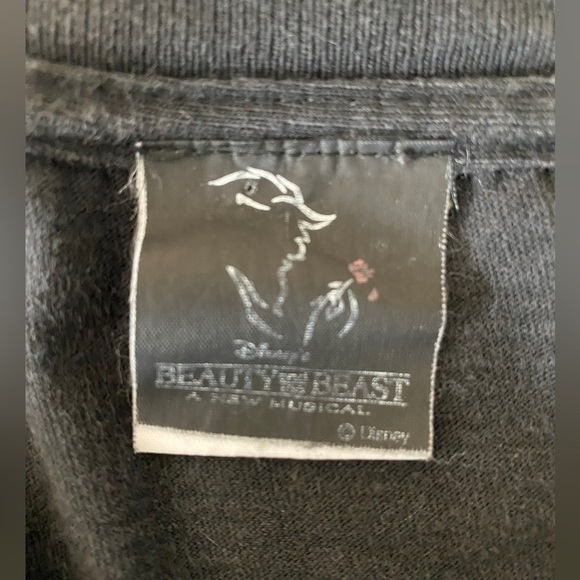 Disney's
BEAUTY AND THE BEAST
A NEW MUSICAL
© Disney